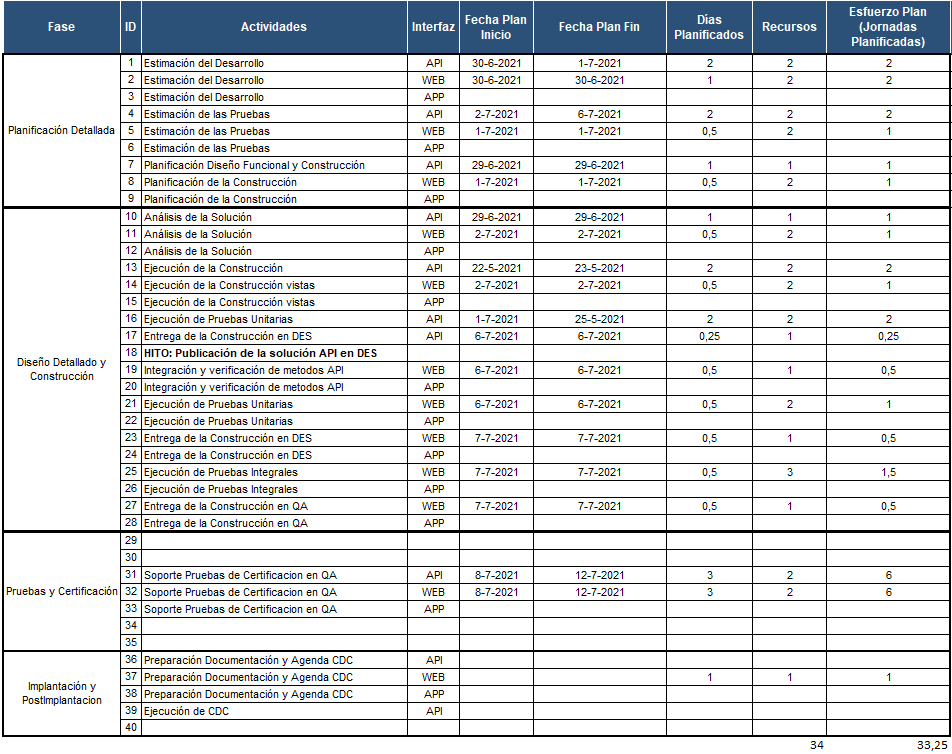 Fase ID Actividades Interfaz Fecha Plan Inicio Fecha Plan Fin Días Planificados Recursos Esfuerzo Plan (Jornadas Planificadas)
Planificación Detallada
1 Estimación del Desarrollo API 30-6-2021 1-7-2021 2 2 2
2 Estimación del Desarrollo WEB 30-6-2021 30-6-2021 1 2 2
3 Estimación del Desarrollo APP
4 Estimación de las Pruebas API 2-7-2021 6-7-2021 2 2 2
5 Estimación de las Pruebas WEB 1-7-2021 1-7-2021 0,5 2 1
6 Estimación de las Pruebas APP
7 Planificación Diseño Funcional y Construcción API 29-6-2021 29-6-2021 1 1 1
8 Planificación de la Construcción WEB 1-7-2021 1-7-2021 0,5 2 1
9 Planificación de la Construcción APP
Diseño Detallado y Construcción
10 Análisis de la Solución API 29-6-2021 29-6-2021 1 1 1
11 Análisis de la Solución WEB 2-7-2021 2-7-2021 0,5 2 1
12 Análisis de la Solución APP
13 Ejecución de la Construcción API 22-5-2021 23-5-2021 2 2 2
14 Ejecución de la Construcción vistas WEB 2-7-2021 2-7-2021 0,5 2 1
15 Ejecución de la Construcción vistas APP
16 Ejecución de Pruebas Unitarias API 1-7-2021 25-5-2021 2 2 2
17 Entrega de la Construcción en DES API 6-7-2021 6-7-2021 0,25 1 0,25
18 HITO: Publicación de la solución API en DES
19 Integración y verificación de metodos API WEB 6-7-2021 6-7-2021 0,5 1 0,5
20 Integración y verificación de metodos API APP
21 Ejecución de Pruebas Unitarias WEB 6-7-2021 6-7-2021 0,5 2 1
22 Ejecución de Pruebas Unitarias APP
23 Entrega de la Construcción en DES WEB 7-7-2021 7-7-2021 0,5 1 0,5
24 Entrega de la Construcción en DES APP
25 Ejecución de Pruebas Integrales WEB 7-7-2021 7-7-2021 0,5 3 1,5
26 Ejecución de Pruebas Integrales APP
27 Entrega de la Construcción en QA WEB 7-7-2021 7-7-2021 0,5 1 0,5
28 Entrega de la Construcción en QA APP
Pruebas y Certificación
29
30
31 Soporte Pruebas de Certificacion en QA API 8-7-2021 12-7-2021 3 2 6
32 Soporte Pruebas de Certificacion en QA WEB 8-7-2021 12-7-2021 3 2 6
33 Soporte Pruebas de Certificacion en QA APP
34
35
Implantación y PostImplantacion
36 Preparación Documentación y Agenda CDC API
37 Preparación Documentación y Agenda CDC WEB 1 1 1
38 Preparación Documentación y Agenda CDC APP
39 Ejecución de CDC API
40
34 33,25